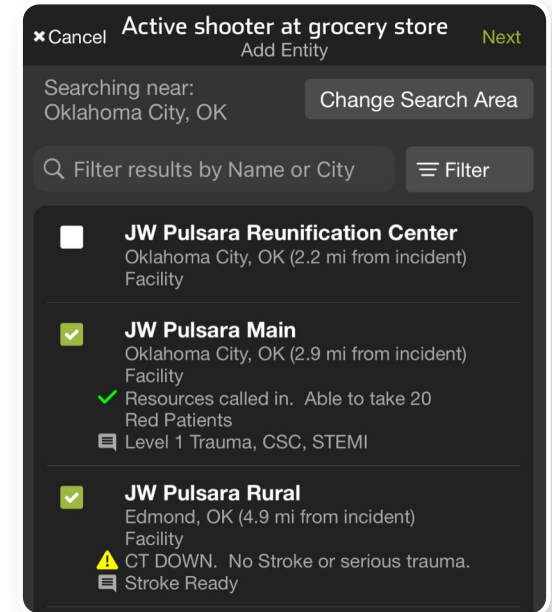 Cancel Active shooter at grocery store Next
Add Entity
Searching near:
Oklahoma City, OK
Change Search Area
Filter results by Name or City
Filter
JW Pulsara Reunification Center
Oklahoma City, OK (2.2 mi from incident)
Facility
JW Pulsara Main
Oklahoma City, OK (2.9 mi from incident)
Facility
Resources called in. Able to take 20
Red Patients
Level 1 Trauma, CSC, STEMI
JW Pulsara Rural
Edmond, OK (4.9 mi from incident)
Facility
CT DOWN. No Stroke or serious trauma.
Stroke Ready